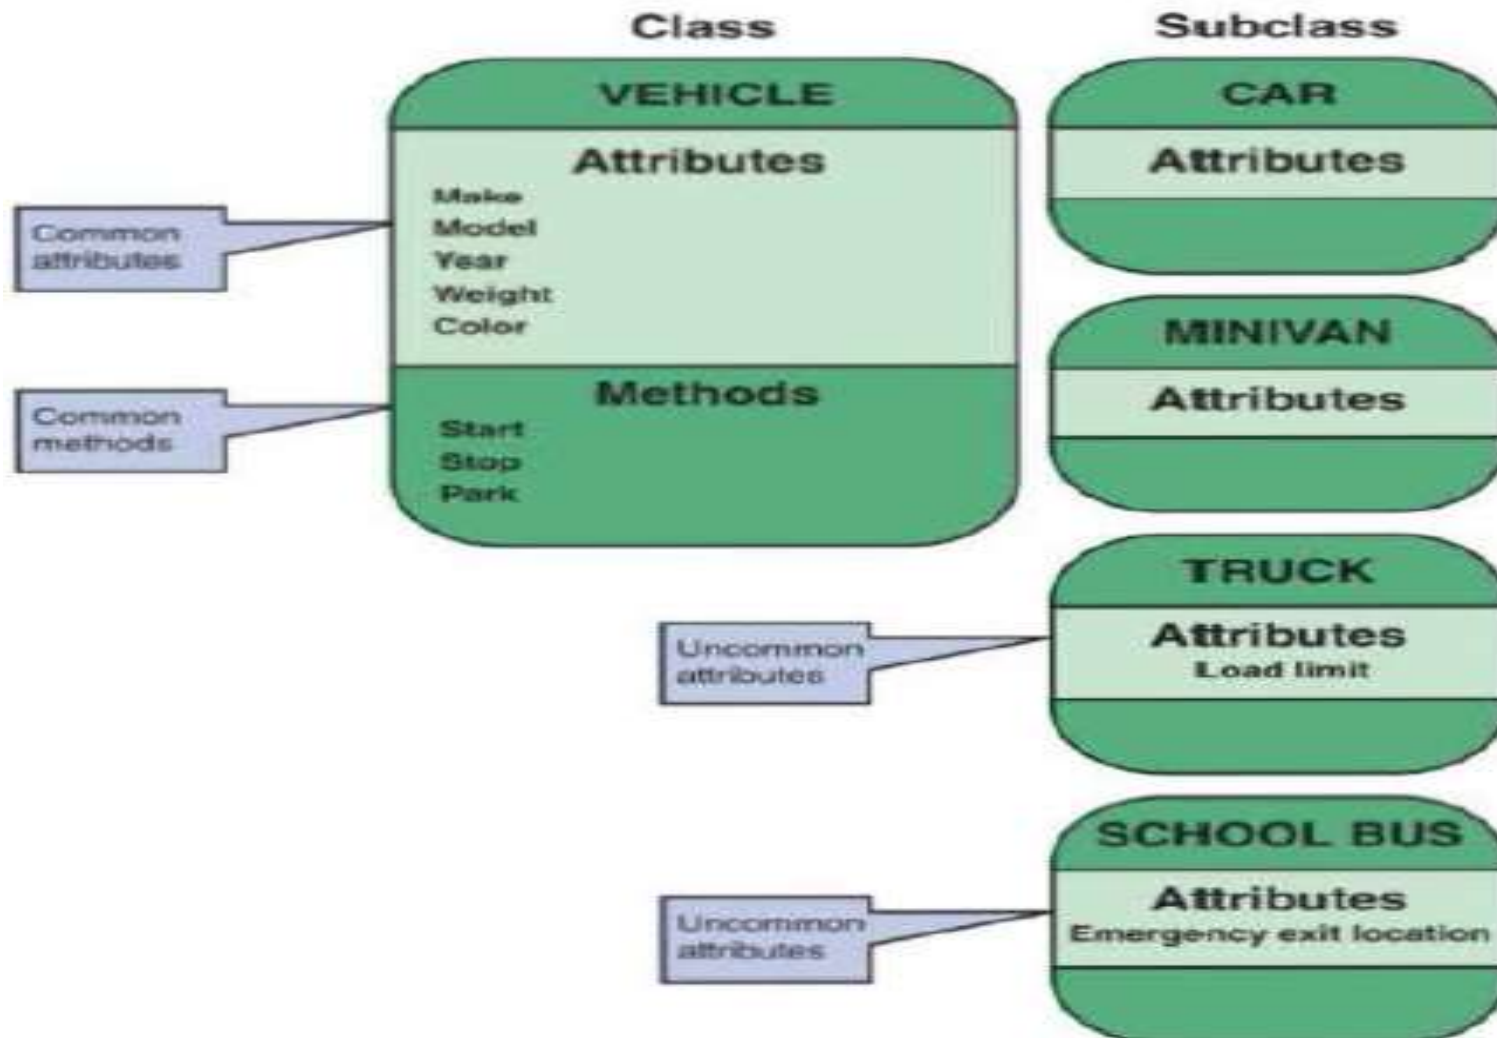 Class
VEHICLE
Attributes
Make
Model
Year
Weight
Color
Methods
Start
Stop
Park
Common
attributes
Common
methods
Subclass
CAR
Attributes
MINIVAN
Attributes
TRUCK
Attributes
Load limit
Uncommon
attributes
SCHOOL BUS
Attributes
Emergency exit location
Uncommon
attributes